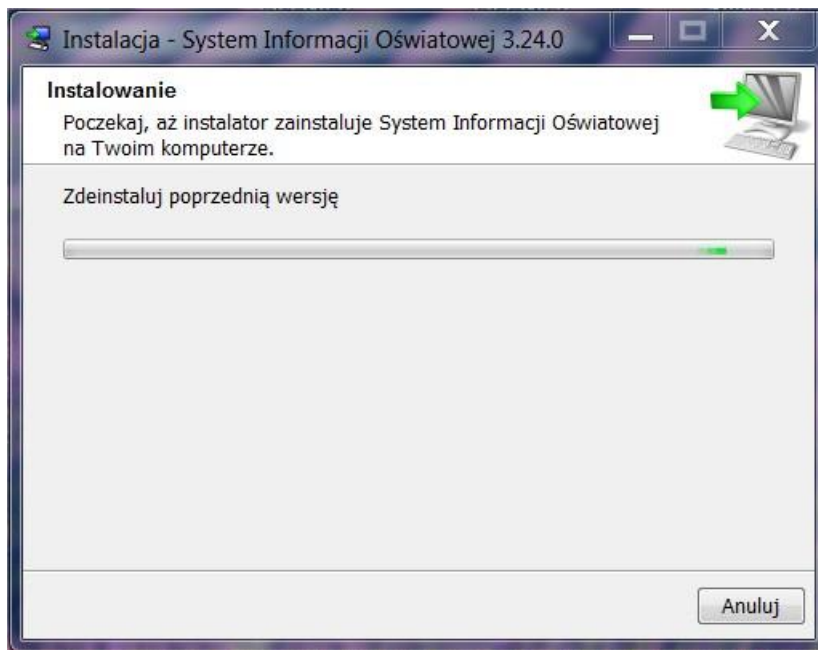 Instalacja - System Informacji Oświatowej 3.24.0
Instalowanie
Poczekaj, aż instalator zainstaluje System Informacji Oświatowej
na Twoim komputerze.
Zdeinstaluj poprzednią wersję
Anuluj